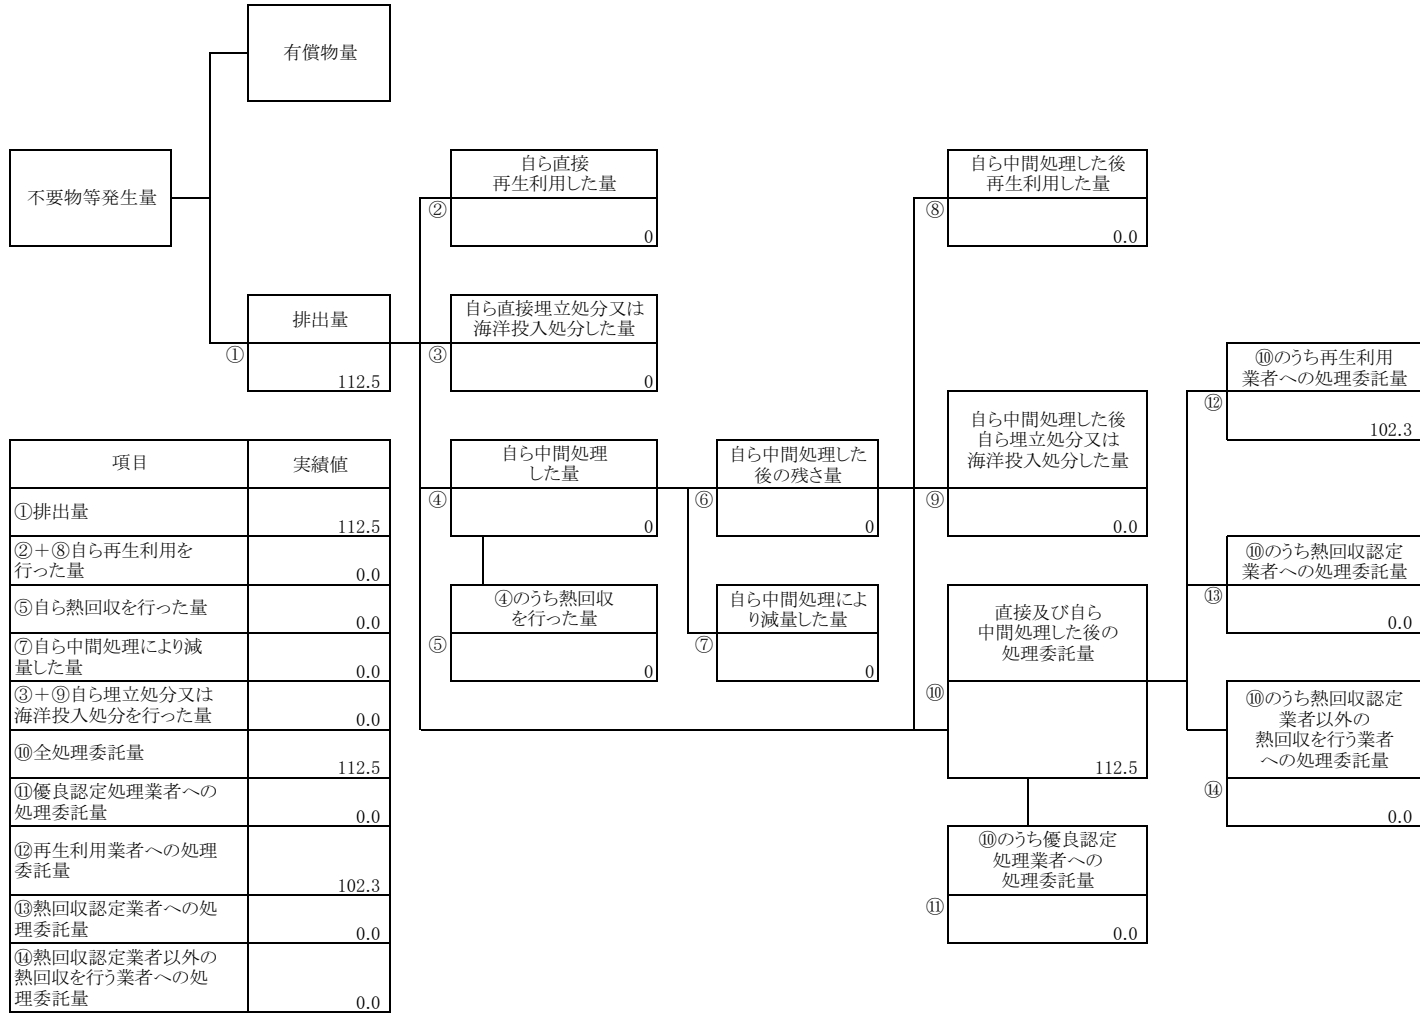 有償物量
不要物等発生量
自ら直接
再生利用した量
②
0
自ら中間処理した後
再生利用した量
⑧
0.0
排出量
①
112.5
自ら直接埋立処分又は
海洋投入処分した量
③
0
⑩のうち再生利用
業者への処理委託量
⑫
102.3
自ら中間処理
した量
④
0
自ら中間処理した
後の残さ量
⑥
0
自ら中間処理した後
自ら埋立処分又は
海洋投入処分した量
⑨
0.0
⑩のうち熱回収認定
業者への処理委託量
⑬
0.0
④のうち熱回収
を行った量
⑤
0
自ら中間処理によ
り減量した量
⑦
0
直接及び自ら
中間処理した後の
処理委託量
⑩
112.5
⑩のうち熱回収認定
業者以外の
熱回収を行う業者
への処理委託量
⑭
0.0
⑩のうち優良認定
処理業者への
処理委託量
⑪
0.0
項目
実績値
①排出量
112.5
②＋⑧自ら再生利用を
行った量
0.0
⑤自ら熱回収を行った量
0.0
⑦自ら中間処理により減
量した量
0.0
③＋⑨自ら埋立処分又は
海洋投入処分を行った量
0.0
⑩全処理委託量
112.5
⑪優良認定処理業者への
処理委託量
0.0
⑫再生利用業者への処理
委託量
102.3
⑬熱回収認定業者への処
理委託量
0.0
⑭熱回収認定業者以外の
熱回収を行う業者への処
理委託量
0.0